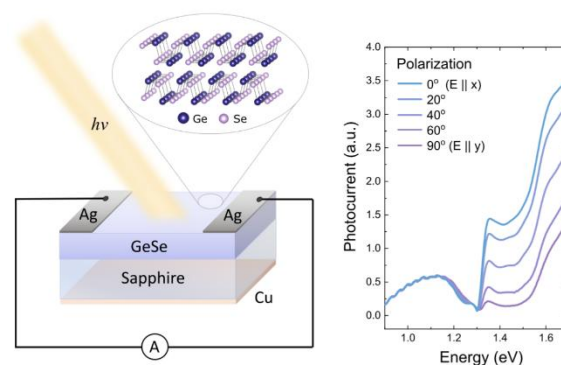 hν
Ge
Se
Ag
Ag
GeSe
Sapphire
Cu
A
Polarization
0° (E || x)
20°
40°
60°
90° (E || y)
Photocurrent (a.u.)
4.0
3.5
3.0
2.5
2.0
1.5
1.0
0.5
0.0
1.0
1.2
1.4
1.6
Energy (eV)